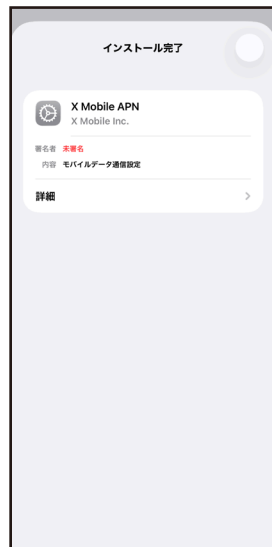 インストール完了
X Mobile APN
X Mobile Inc.
署名者 未署名
内容 モバイルデータ通信設定
詳細